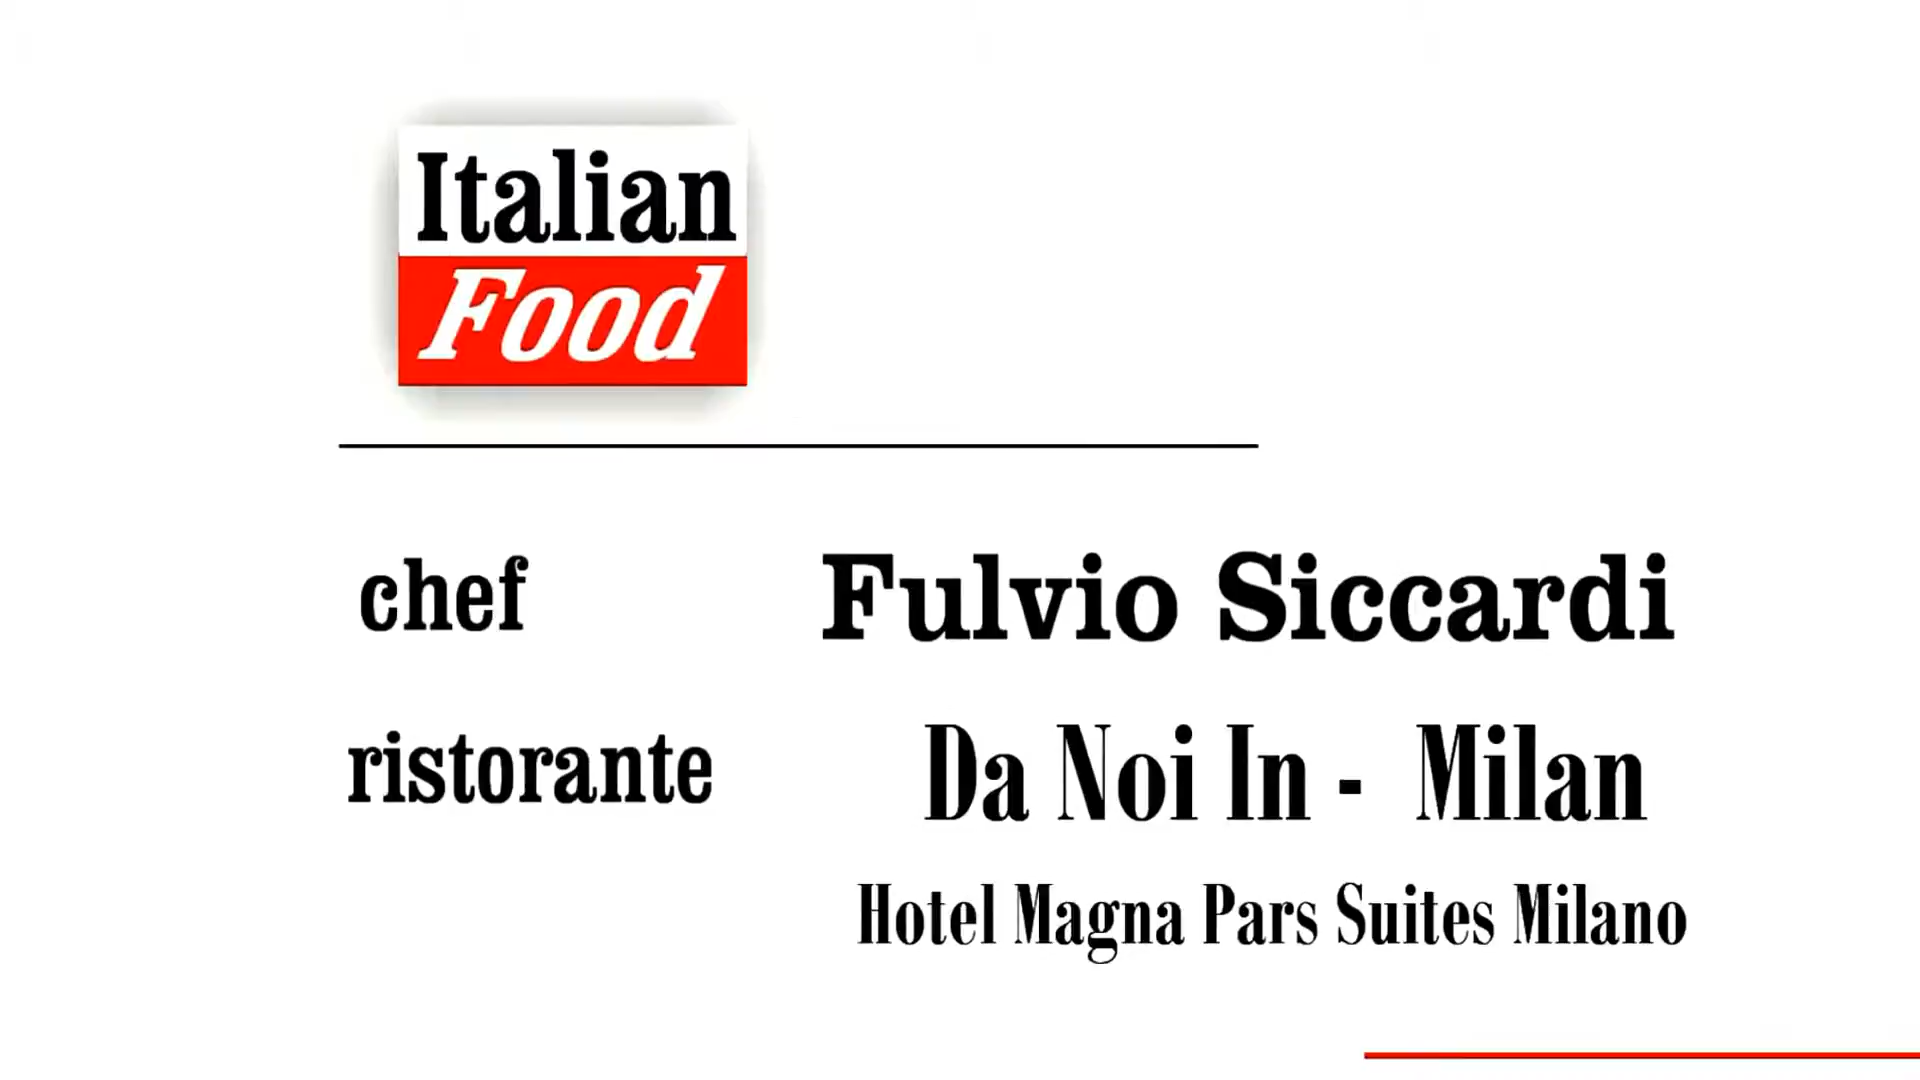 Italian
Food
chef Fulvio Siccardi
ristorante Da Noi In - Milan
Hotel Magna Pars Suites Milano